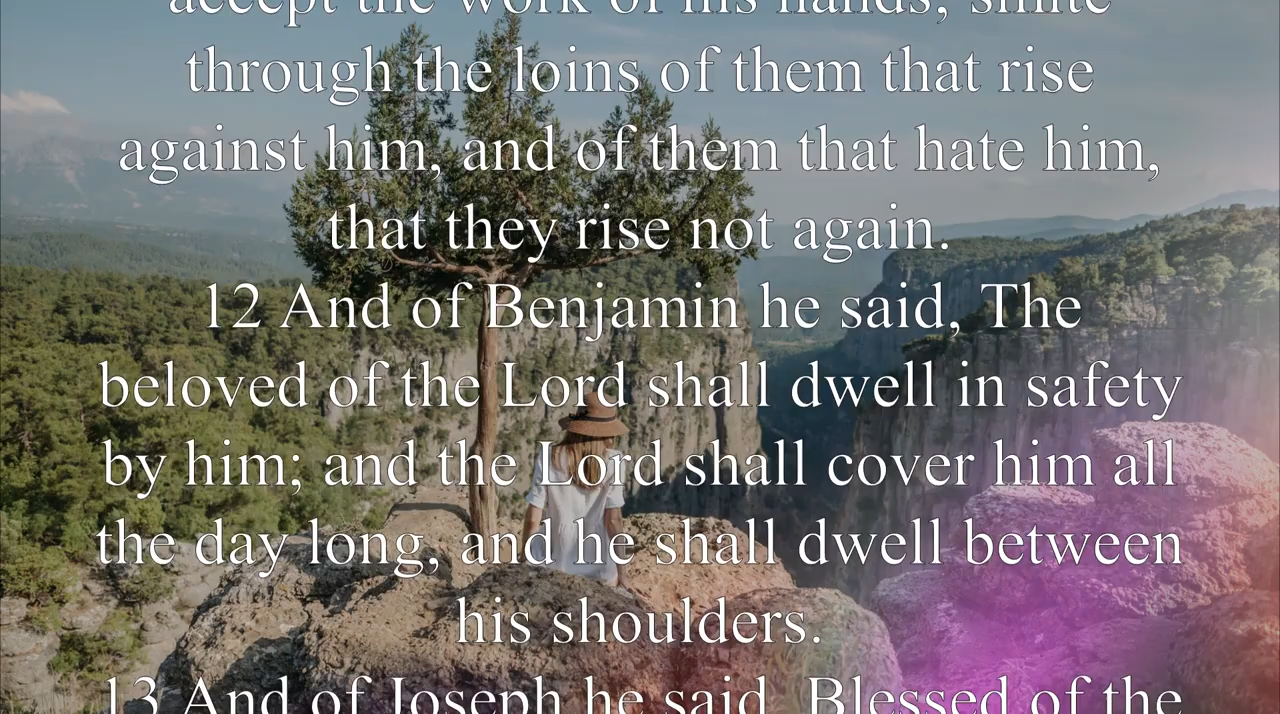 accept the work of his hands; smite
through the loins of them that rise
against him, and of them that hate him,
that they rise not again.
12 And of Benjamin he said, The
beloved of the Lord shall dwell in safety
by him; and the Lord shall cover him all
the day long, and he shall dwell between
his shoulders.
13 And of Joseph he said, Blessed of the